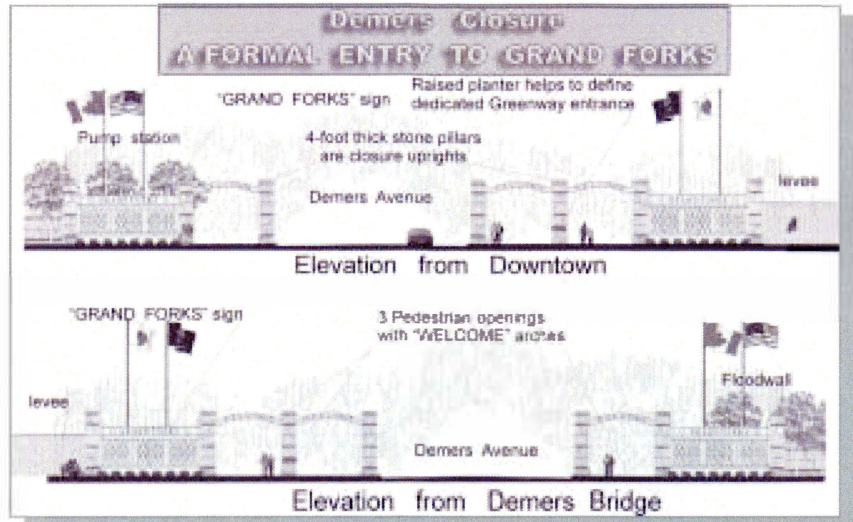 Demers Closure
A FORMAL ENTRY TO GRAND FORKS
"GRAND FORKS" sign
Raised planter helps to define
dedicated Greenway entrance
Pump station
4-foot thick stone pillars
are closure uprights
levee
Demers Avenue
Elevation from Downtown
"GRAND FORKS" sign
3 Pedestrian openings
with "WELCOME" arches
Floodwall
levee
Demers Avenue
Elevation from Demers Bridge